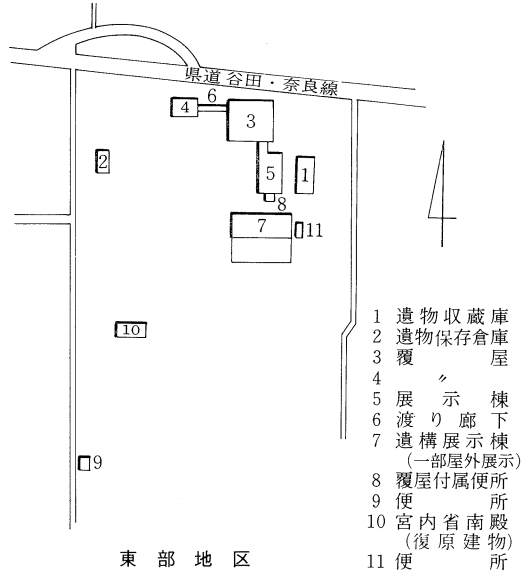 県道谷田・奈良線
6
4
3
2
5
1
8
7
11
10
9
1 遺物収蔵庫
2 遺物保存倉庫
3 覆屋
4 〃
5 展示棟
6 渡り廊下
7 遺構展示棟
(一部屋外展示)
8 覆屋付属便所
9 便所
10 宮内省南殿
(復原建物)
11 便所
東部地区